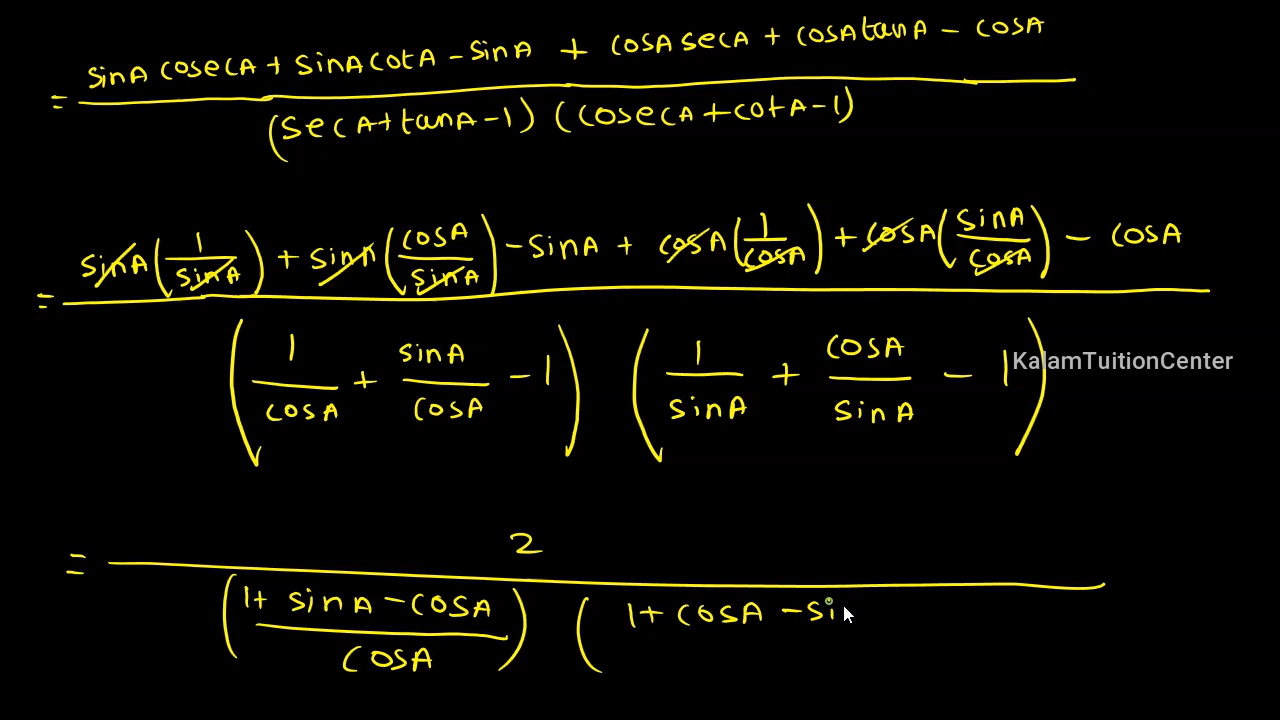 sinA cosecA + sinA cotA - sinA + cosA secA + cosA tanA - cosA
=
(secA + tanA - 1) (cosecA + cotA - 1)
sinA (1/sinA) + sinA (cosA/sinA) - sinA + cosA (1/cosA) + cosA (sinA/cosA) - cosA
=
(1/cosA + sinA/cosA - 1) (1/sinA + cosA/sinA - 1)
KalamTuitionCenter
2
=
((1 + sinA - cosA)/cosA) ( 1 + cosA - si